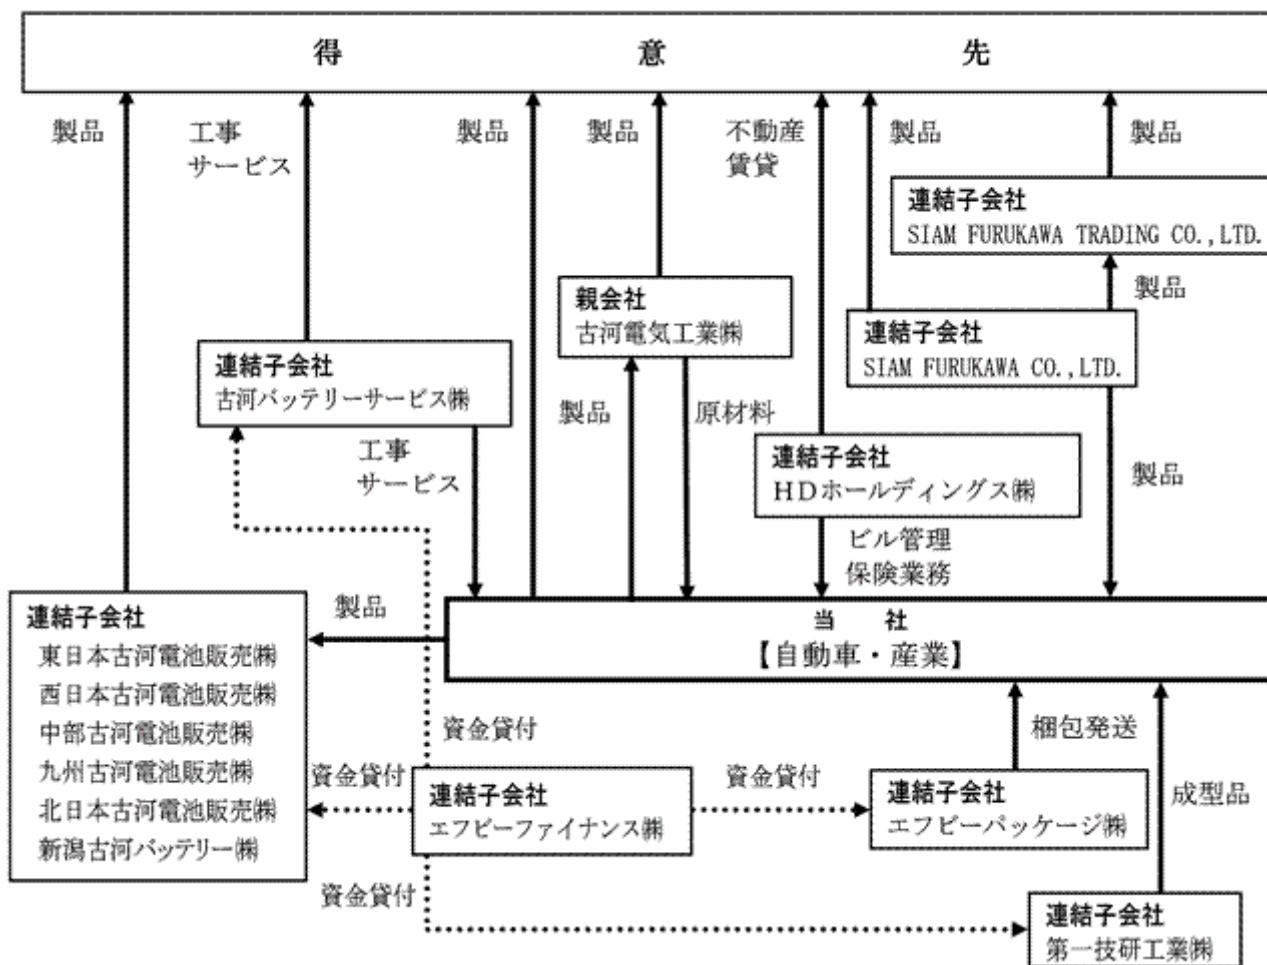 得意先
製品
工事
サービス
製品
製品
不動産
賃貸
製品
製品
連結子会社
SIAM FURUKAWA TRADING CO.,LTD.
製品
親会社
古河電気工業㈱
連結子会社
SIAM FURUKAWA CO.,LTD.
連結子会社
古河バッテリーサービス㈱
製品
原材料
工事
サービス
連結子会社
HDホールディングス㈱
製品
ビル管理
保険業務
連結子会社
東日本古河電池販売㈱
西日本古河電池販売㈱
中部古河電池販売㈱
九州古河電池販売㈱
北日本古河電池販売㈱
新潟古河バッテリー㈱
製品
当社
【自動車・産業】
資金貸付
梱包発送
資金貸付
連結子会社
エフビーファイナンス㈱
資金貸付
連結子会社
エフビーパッケージ㈱
成型品
資金貸付
連結子会社
第一技研工業㈱